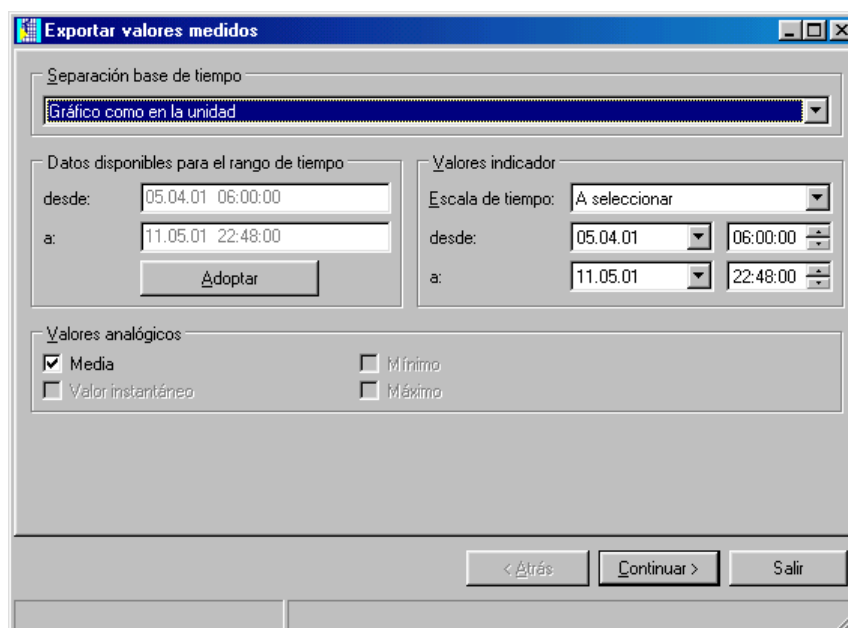 Exportar valores medidos
Separación base de tiempo
Gráfico como en la unidad
Datos disponibles para el rango de tiempo
desde: 05.04.01 06:00:00
a: 11.05.01 22:48:00
Adoptar
Valores indicador
Escala de tiempo: A seleccionar
desde: 05.04.01 06:00:00
a: 11.05.01 22:48:00
Valores analógicos
Media Mínimo
Valor instantáneo Máximo
< Atrás Continuar > Salir